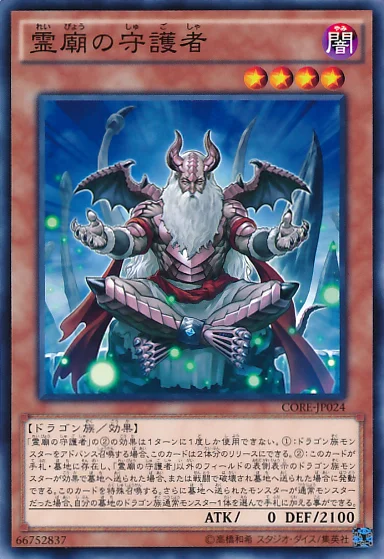 れいびょう しゅごしゃ
霊廟の守護者
やみ
闇
CORE-JP024
【ドラゴン族/効果】
「霊廟の守護者」の②の効果は1ターンに1度しか使用できない。①:ドラゴン族モン
スターをアドバンス召喚する場合、このカードは2体分のリリースにできる。②:このカードが
手札・墓地に存在し、「霊廟の守護者」以外のフィールドの表側表示のドラゴン族モンス
ターが効果で墓地へ送られた場合、または戦闘で破壊され墓地へ送られた場合に発動
できる。このカードを特殊召喚する。さらに墓地へ送られたモンスターが通常モンスター
だった場合、自分の墓地のドラゴン族通常モンスター1体を選んで手札に加える事ができる。
ATK/ 0 DEF/2100
66752837
©高橋和希 スタジオ・ダイス/集英社